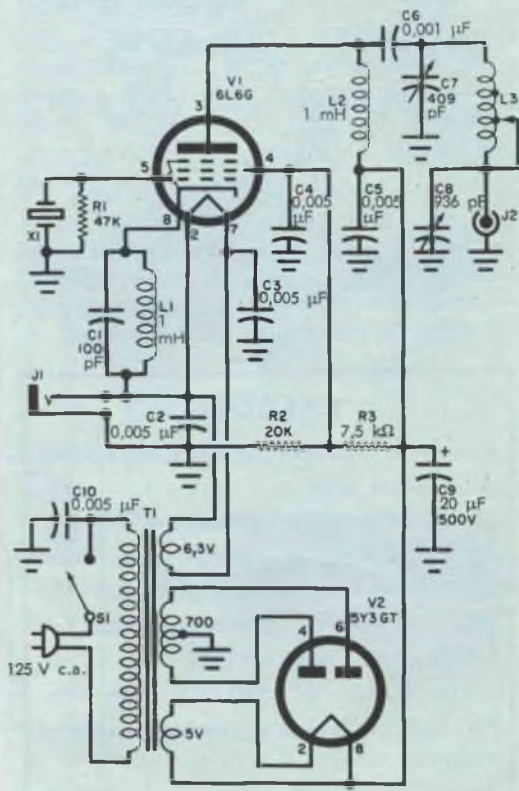 C6
0,001 µF
V1
6L6G
3
L2
1 mH
C7
409
pF
L3
5
4
R1
47K
X1
8
2
7
C4
0,005
µF
C5
0,005
µF
C8
936 pF
J2
C1
100
pF
L1
1
mH
C3
0,005 µF
J1
C2
0,005 µF
R2
20K
R3
7,5 kΩ
+
C9
20 µF
500V
C10
0,005 µF
T1
6,3V
S1
700
V2
5Y3GT
4
6
125 V c.a.
5V
2
8